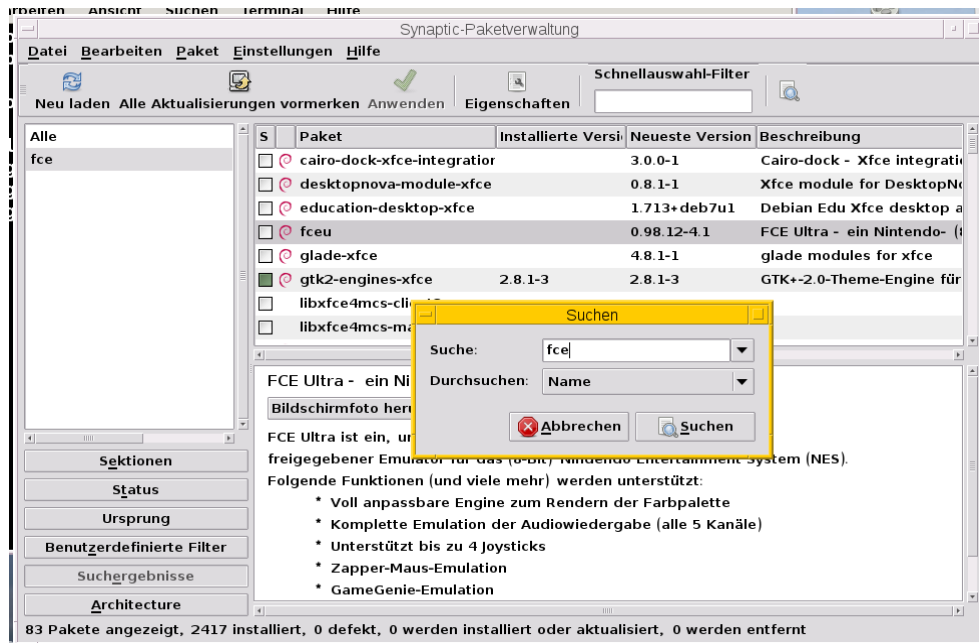 Ansicht Suchen Terminal Hilfe
Synaptic-Paketverwaltung
Datei Bearbeiten Paket Einstellungen Hilfe
Schnellauswahl-Filter
Neu laden Alle Aktualisierungen vormerken Anwenden Eigenschaften
Alle
fce
S Paket Installierte Versi Neueste Version Beschreibung
cairo-dock-xfce-integration 3.0.0-1 Cairo-dock - Xfce integrati
desktopnova-module-xfce 0.8.1-1 Xfce module for DesktopNo
education-desktop-xfce 1.713+deb7u1 Debian Edu Xfce desktop a
fceu 0.98.12-4.1 FCE Ultra - ein Nintendo- (8
glade-xfce 4.8.1-1 glade modules for xfce
gtk2-engines-xfce 2.8.1-3 2.8.1-3 GTK+-2.0-Theme-Engine für
libxfce4mcs-cli
libxfce4mcs-ma
Suchen
Suche: fce
Durchsuchen: Name
Abbrechen Suchen
FCE Ultra - ein Ni
Bildschirmfoto heru
FCE Ultra ist ein, un
freigegebener Emulator für das (8-bit) Nindendo Entertainment System (NES).
Folgende Funktionen (und viele mehr) werden unterstützt:
* Voll anpassbare Engine zum Rendern der Farbpalette
* Komplette Emulation der Audiowiedergabe (alle 5 Kanäle)
* Unterstützt bis zu 4 Joysticks
* Zapper-Maus-Emulation
* GameGenie-Emulation
Sektionen
Status
Ursprung
Benutzerdefinierte Filter
Suchergebnisse
Architecture
83 Pakete angezeigt, 2417 installiert, 0 defekt, 0 werden installiert oder aktualisiert, 0 werden entfernt